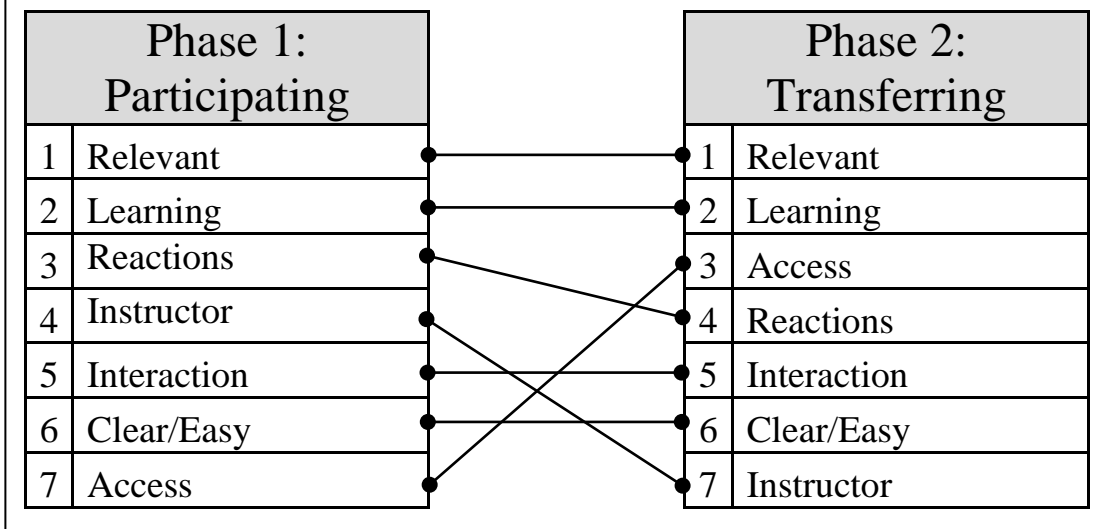 Phase 1:
Participating
1 Relevant
2 Learning
3 Reactions
4 Instructor
5 Interaction
6 Clear/Easy
7 Access
Phase 2:
Transferring
1 Relevant
2 Learning
3 Access
4 Reactions
5 Interaction
6 Clear/Easy
7 Instructor